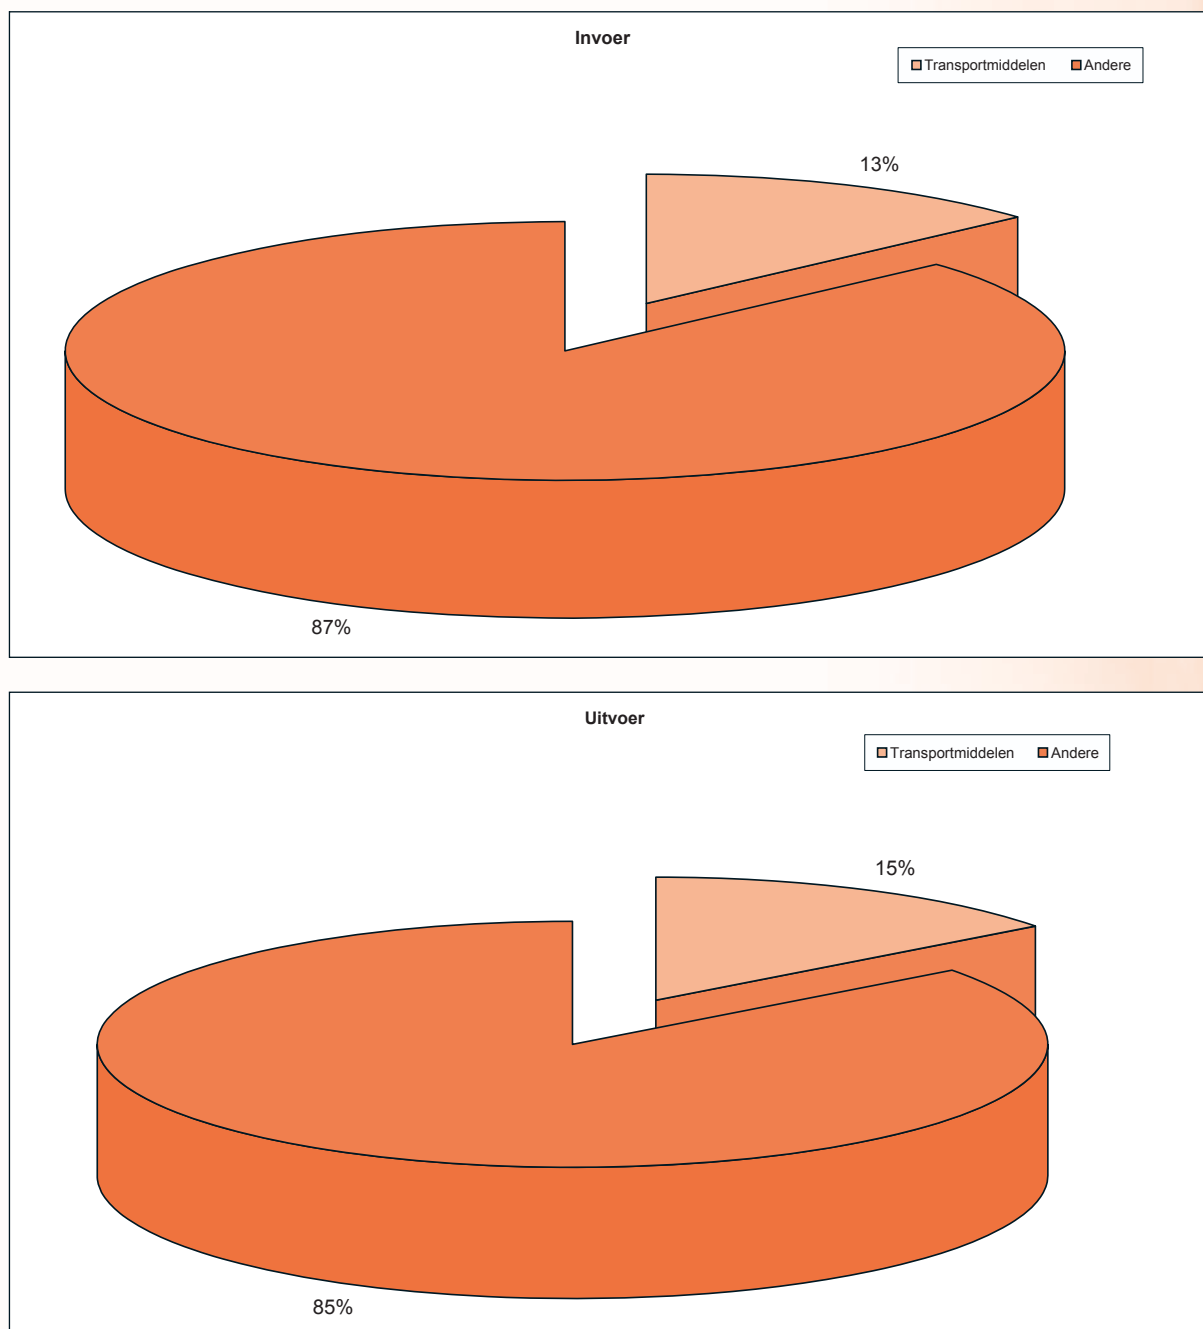 Invoer
Transportmiddelen Andere
13%
87%
Uitvoer
Transportmiddelen Andere
15%
85%